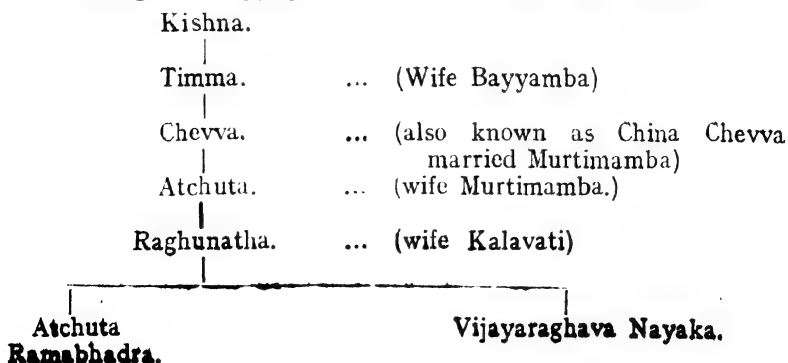 Kishna.
Timma. ... (Wife Bayyamba)
Chevva. ... (also known as China Chevva
married Murtimamba)
Atchuta. ... (wife Murtimamba.)
Raghunatha. ... (wife Kalavati)
Atchuta Vijayaraghava Nayaka.
Ramabhadra.